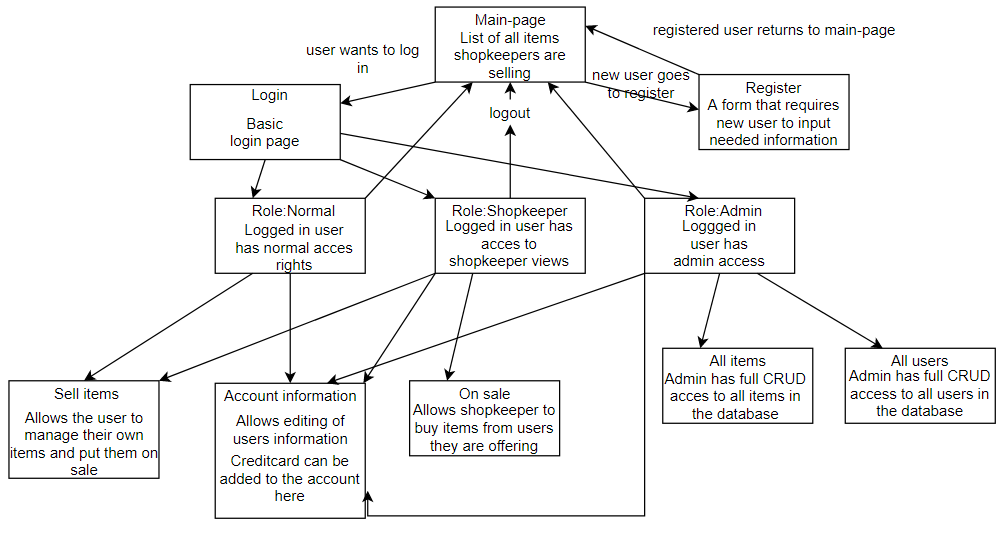 Main-page
List of all items
shopkeepers are
selling
user wants to log
in
registered user returns to main-page
new user goes
to register
Register
A form that requires
new user to input
needed information
Login
Basic
login page
logout
Role:Normal
Logged in user
has normal acces
rights
Role:Shopkeeper
Logged in user has
acces to
shopkeeper views
Role:Admin
Loggged in
user has
admin access
Sell items
Allows the user to
manage their own
items and put them on
sale
Account information
Allows editing of
users information
Creditcard can be
added to the account
here
On sale
Allows shopkeeper to
buy items from users
they are offering
All items
Admin has full CRUD
acces to all items in
the database
All users
Admin has full CRUD
access to all users in
the database